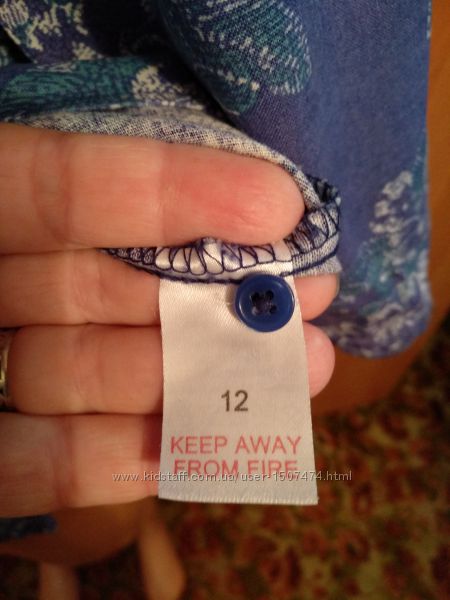 12
KEEP AWAY
FROM FIRE
www.kidstaff.com.ua/user-1507474.html